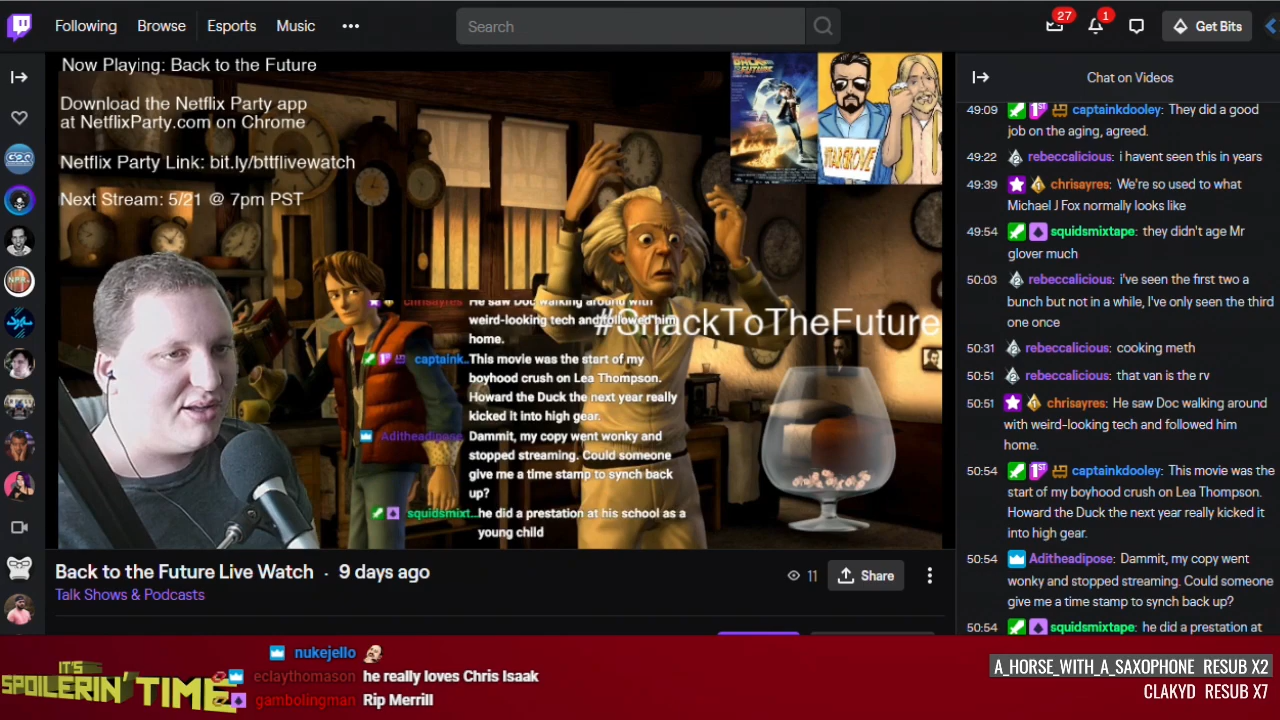 Following
Browse
Esports
Music
Search
27
1
Get Bits
Now Playing: Back to the Future
Download the Netflix Party app
at NetflixParty.com on Chrome
Netflix Party Link: bit.ly/bttflivewatch
Next Stream: 5/21 @ 7pm PST
#SnackToTheFuture
chrisayres He saw Doc walking around with
weird-looking tech and followed him
home.
captaink... This movie was the start of my
boyhood crush on Lea Thompson.
Howard the Duck the next year really
kicked it into high gear.
Aditheadipose Dammit, my copy went wonky and
stopped streaming. Could someone
give me a time stamp to synch back
up?
squidsmixt... he did a prestation at his school as a
young child
Back to the Future Live Watch · 9 days ago
Talk Shows & Podcasts
11
Share
Chat on Videos
49:09 captainkdooley: They did a good
job on the aging, agreed.
49:22 rebeccalicious: i havent seen this in years
49:39 chrisayres: We're so used to what
Michael J Fox normally looks like
49:54 squidsmixtape: they didn't age Mr
glover much
50:03 rebeccalicious: i've seen the first two a
bunch but not in a while, I've only seen the third
one once
50:31 rebeccalicious: cooking meth
50:51 rebeccalicious: that van is the rv
50:51 chrisayres: He saw Doc walking around
with weird-looking tech and followed him
home.
50:54 captainkdooley: This movie was the
start of my boyhood crush on Lea Thompson.
Howard the Duck the next year really kicked it
into high gear.
50:54 Aditheadipose: Dammit, my copy went
wonky and stopped streaming. Could someone
give me a time stamp to synch back up?
50:54 squidsmixtape: he did a prestation at
IT'S
SPOILERIN' TIME
nukejello
eclaythomason he really loves Chris Isaak
gambolingman Rip Merrill
A_HORSE_WITH_A_SAXOPHONE RESUB X2
CLAKYD RESUB X7